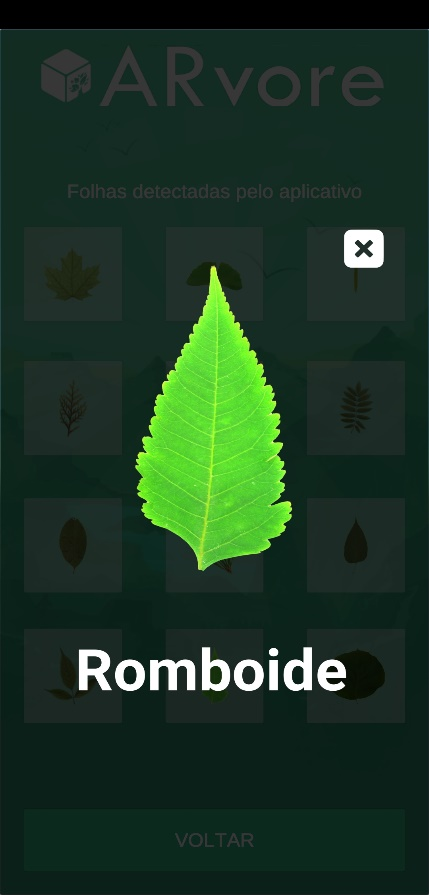 ARvore
Folhas detectadas pelo aplicativo
Romboide
VOLTAR